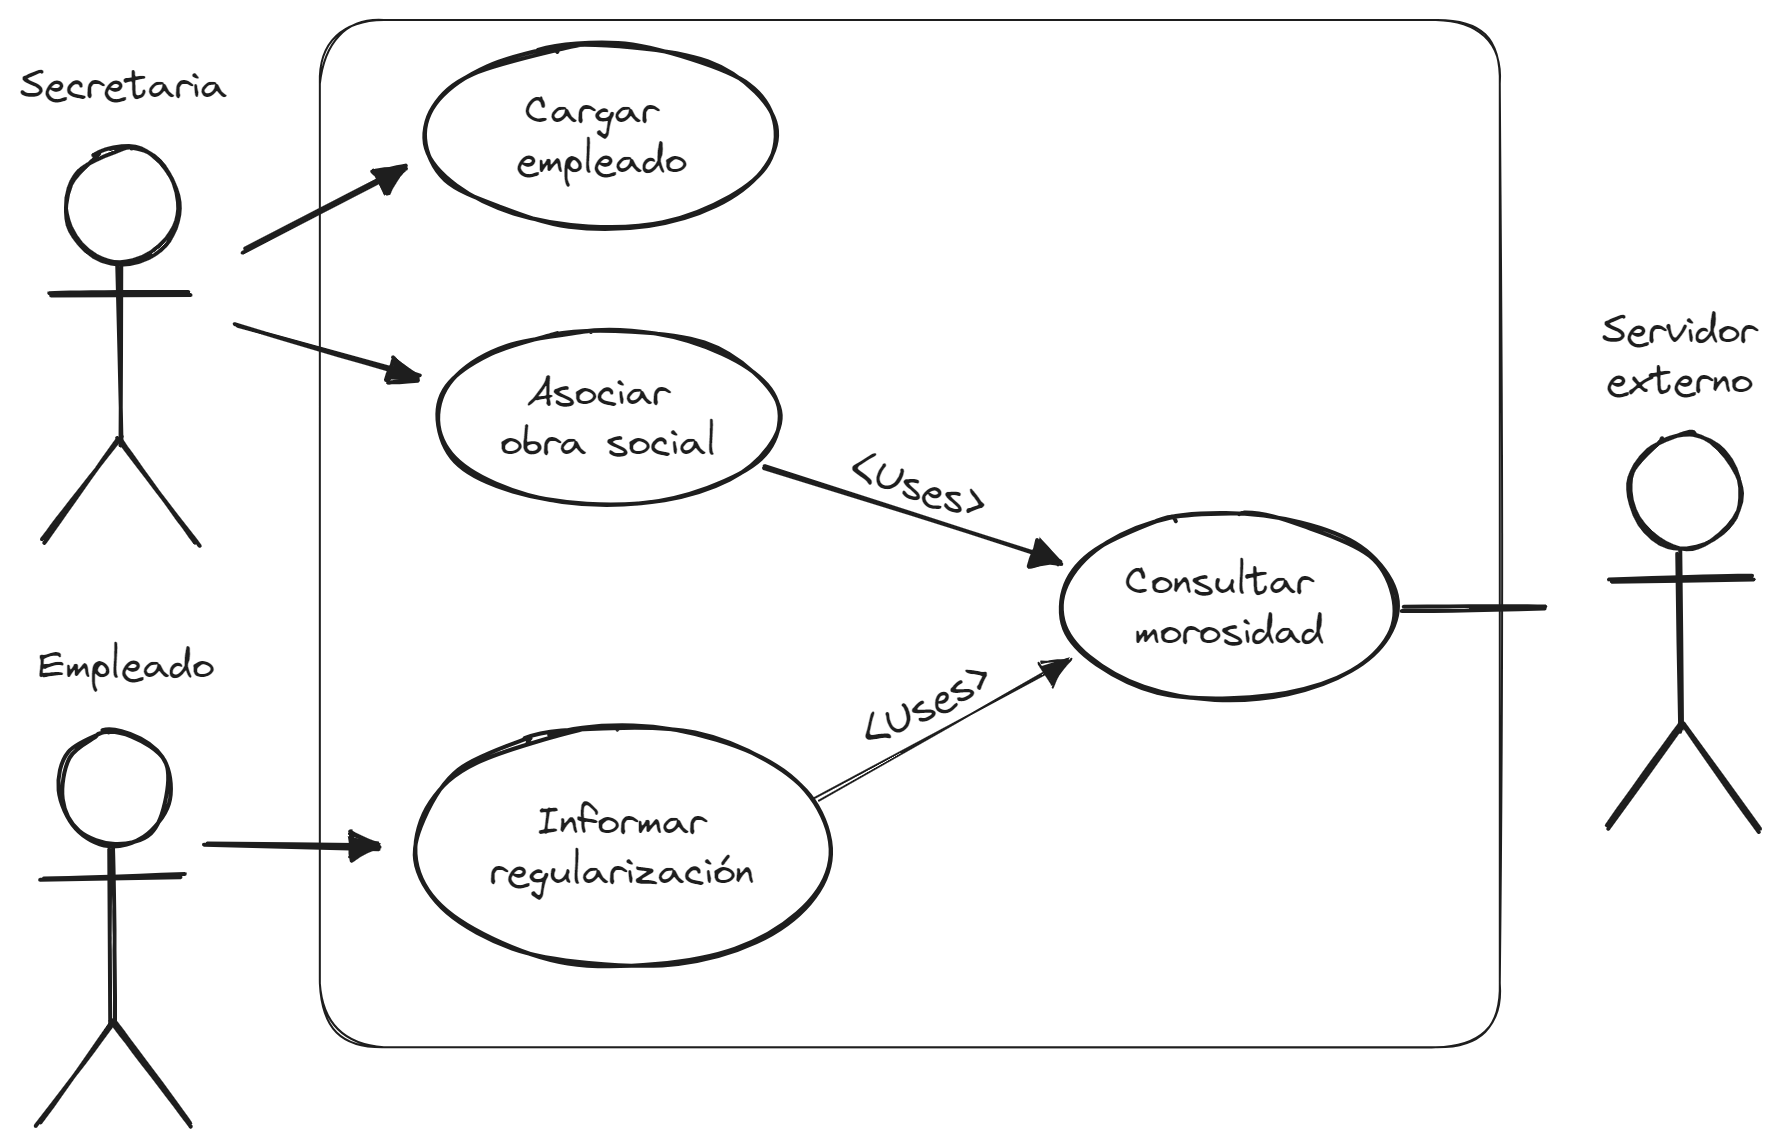 Secretaria
Cargar
empleado
Asociar
obra social
<Uses>
Servidor
externo
Consultar
morosidad
Empleado
<Uses>
Informar
regularización